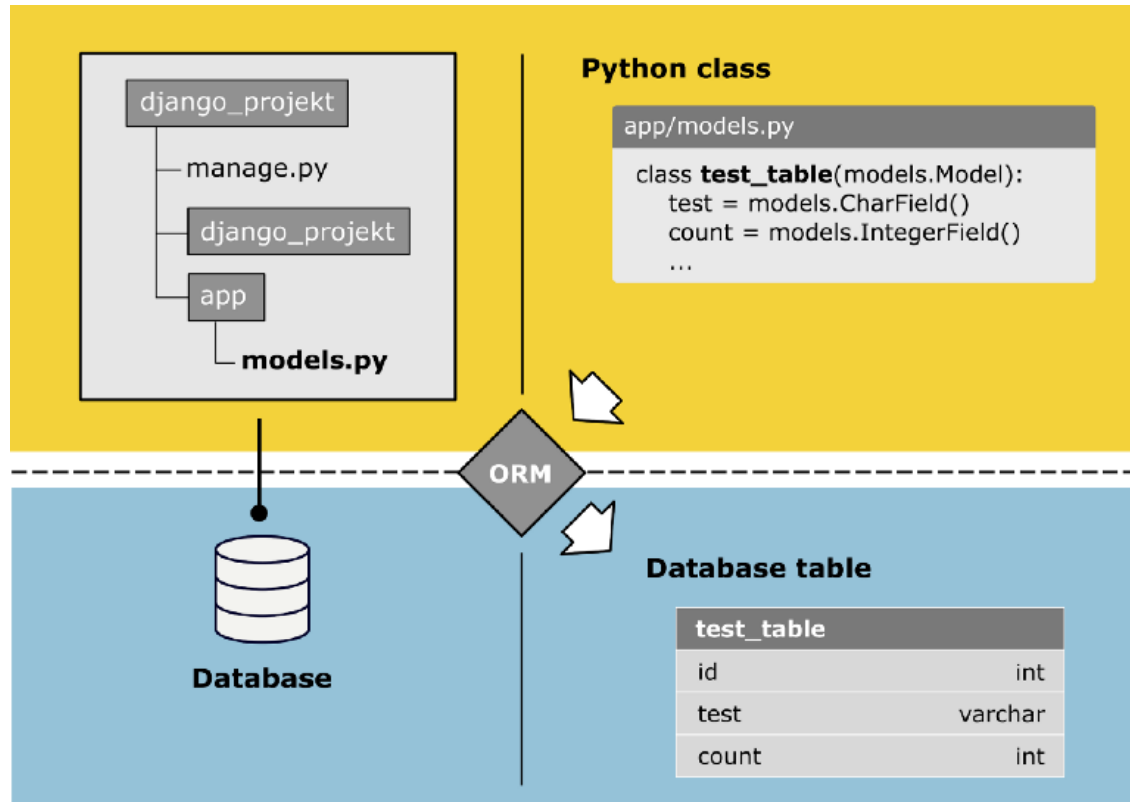 django_projekt
manage.py
django_projekt
app
models.py
Python class
app/models.py
class test_table(models.Model):
test = models.CharField()
count = models.IntegerField()
...
ORM
Database
Database table
test_table
id int
test varchar
count int